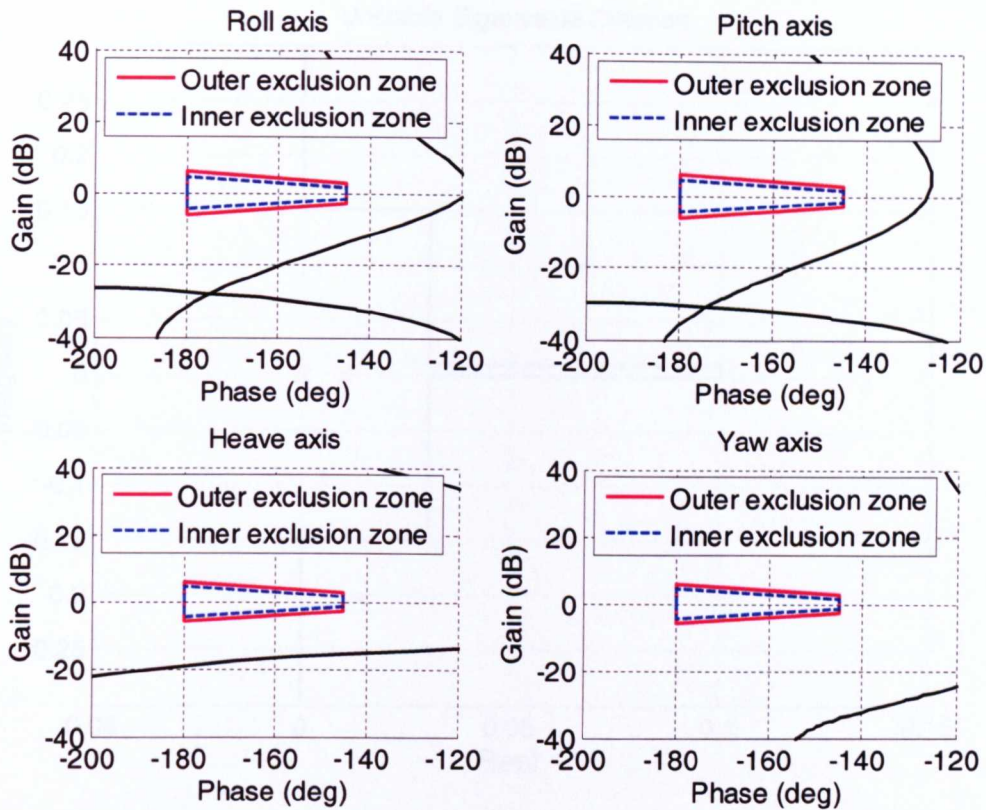 Roll axis
40
20
0
-20
-40
Gain (dB)
Outer exclusion zone
Inner exclusion zone
-200
-180
-160
-140
-120
Phase (deg)
Pitch axis
40
20
0
-20
-40
Gain (dB)
Outer exclusion zone
Inner exclusion zone
-200
-180
-160
-140
-120
Phase (deg)
Heave axis
40
20
0
-20
-40
Gain (dB)
Outer exclusion zone
Inner exclusion zone
-200
-180
-160
-140
-120
Phase (deg)
Yaw axis
40
20
0
-20
-40
Gain (dB)
Outer exclusion zone
Inner exclusion zone
-200
-180
-160
-140
-120
Phase (deg)